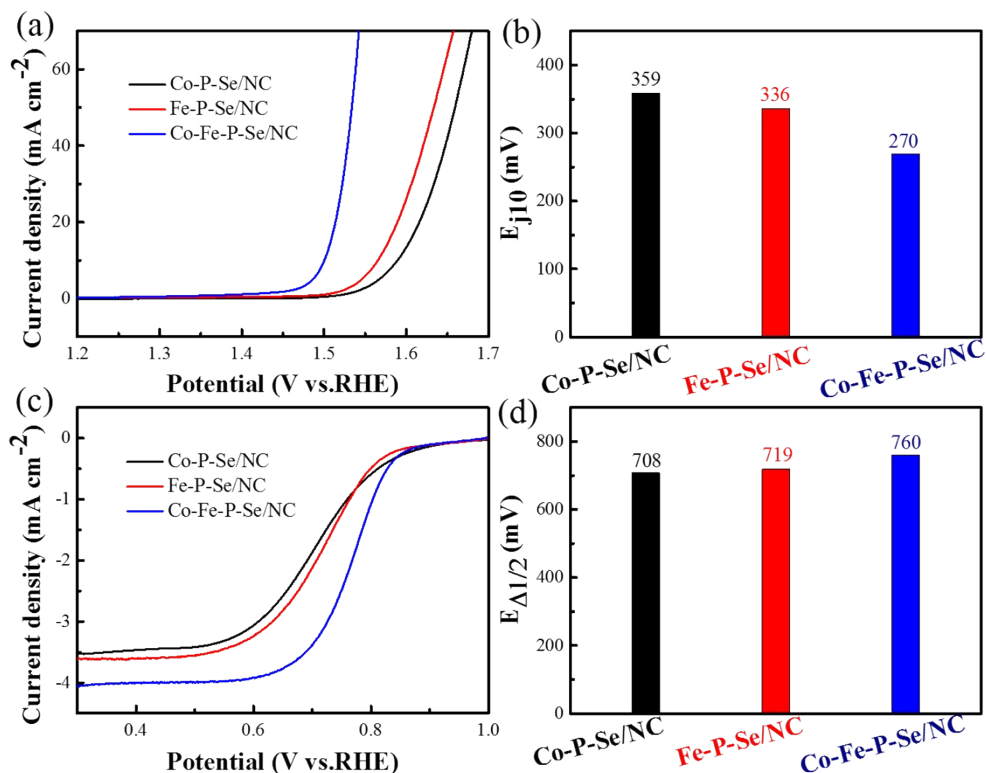 (a)
Current density (mA cm-2)
60
40
20
0
Co-P-Se/NC
Fe-P-Se/NC
Co-Fe-P-Se/NC
1.2 1.3 1.4 1.5 1.6 1.7
Potential (V vs.RHE)
(b)
Ej10 (mV)
400
300
200
100
0
359
336
270
Co-P-Se/NC
Fe-P-Se/NC
Co-Fe-P-Se/NC
(c)
Current density (mA cm-2)
0
-1
-2
-3
-4
Co-P-Se/NC
Fe-P-Se/NC
Co-Fe-P-Se/NC
0.4 0.6 0.8 1.0
Potential (V vs.RHE)
(d)
EΔ1/2 (mV)
800
600
400
200
0
708
719
760
Co-P-Se/NC
Fe-P-Se/NC
Co-Fe-P-Se/NC